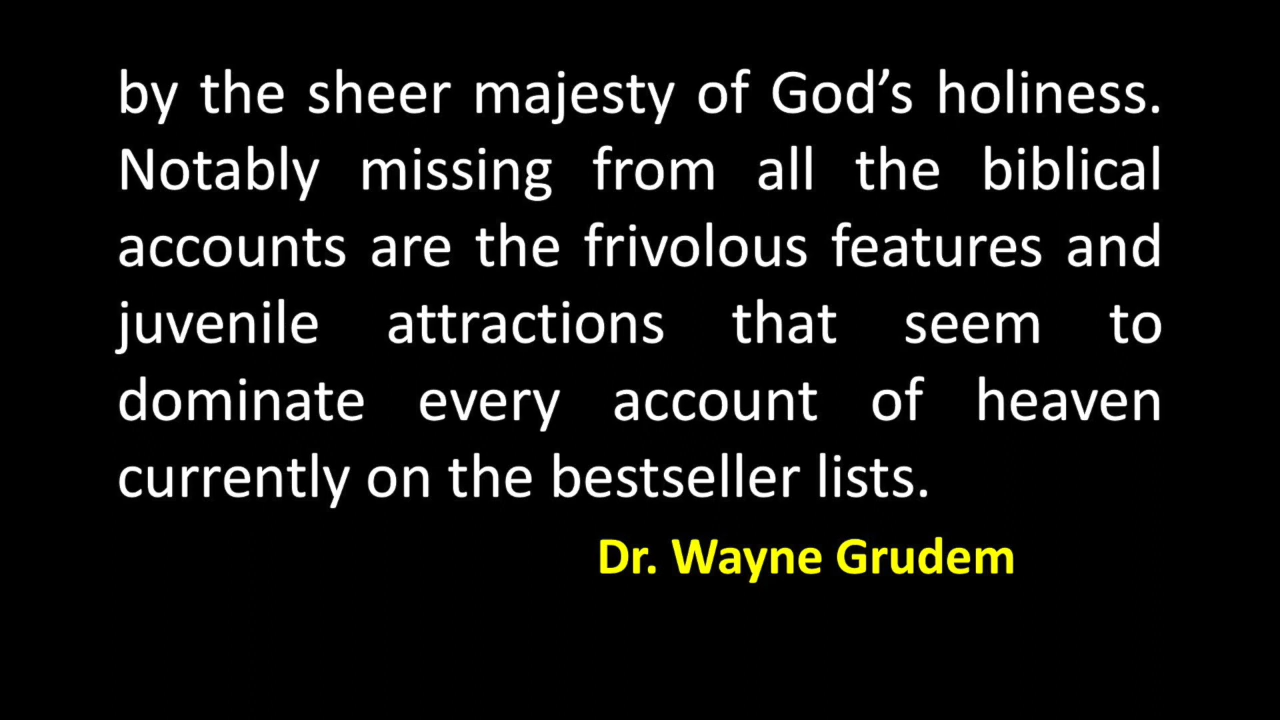 by the sheer majesty of God’s holiness.
Notably missing from all the biblical
accounts are the frivolous features and
juvenile attractions that seem to
dominate every account of heaven
currently on the bestseller lists.
Dr. Wayne Grudem